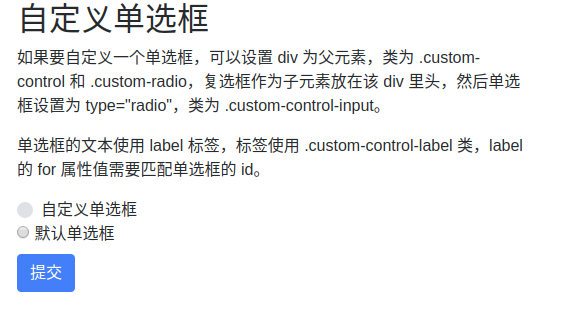 自定义单选框
如果要自定义一个单选框，可以设置 div 为父元素，类为 .custom-
control 和 .custom-radio，复选框作为子元素放在该 div 里头，然后单选
框设置为 type="radio"，类为 .custom-control-input。
单选框的文本使用 label 标签，标签使用 .custom-control-label 类，label
的 for 属性值需要匹配单选框的 id。
自定义单选框
默认单选框
提交